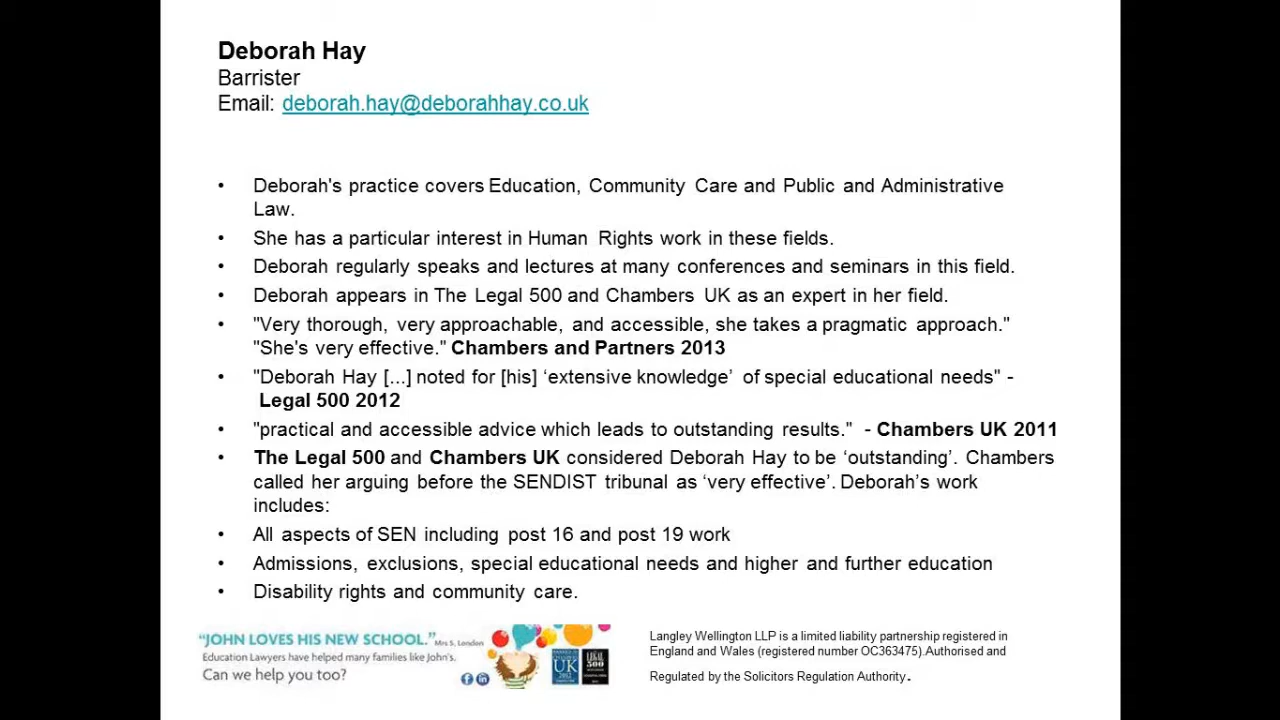 Deborah Hay
Barrister
Email: deborah.hay@deborahhay.co.uk
• Deborah's practice covers Education, Community Care and Public and Administrative
Law.
• She has a particular interest in Human Rights work in these fields.
• Deborah regularly speaks and lectures at many conferences and seminars in this field.
• Deborah appears in The Legal 500 and Chambers UK as an expert in her field.
• "Very thorough, very approachable, and accessible, she takes a pragmatic approach."
"She's very effective." Chambers and Partners 2013
• "Deborah Hay [...] noted for [his] ‘extensive knowledge’ of special educational needs" -
Legal 500 2012
• "practical and accessible advice which leads to outstanding results." - Chambers UK 2011
• The Legal 500 and Chambers UK considered Deborah Hay to be ‘outstanding’. Chambers
called her arguing before the SENDIST tribunal as ‘very effective’. Deborah’s work
includes:
• All aspects of SEN including post 16 and post 19 work
• Admissions, exclusions, special educational needs and higher and further education
• Disability rights and community care.
“JOHN LOVES HIS NEW SCHOOL.” Mrs S, London
Education Lawyers have helped many families like John's.
Can we help you too?
UK
2012
LEGAL
500
Langley Wellington LLP is a limited liability partnership registered in
England and Wales (registered number OC363475).Authorised and
Regulated by the Solicitors Regulation Authority.